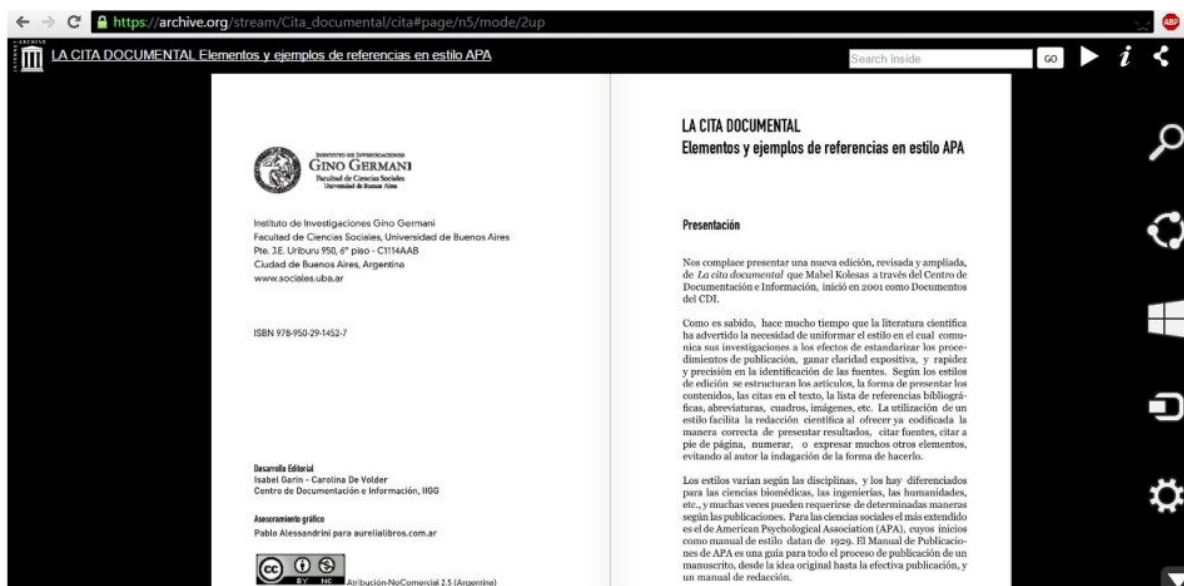 https://archive.org/stream/Cita_documental/cita#page/n5/mode/2up
ABP
LA CITA DOCUMENTAL Elementos y ejemplos de referencias en estilo APA
Search inside
GO
INSTITUTO DE INVESTIGACIONES
GINO GERMANI
Facultad de Ciencias Sociales
Universidad de Buenos Aires
Instituto de Investigaciones Gino Germani
Facultad de Ciencias Sociales, Universidad de Buenos Aires
Pte. J.E. Uriburu 950, 6º piso - C1114AAB
Ciudad de Buenos Aires, Argentina
www.sociales.uba.ar
ISBN 978-950-29-1452-7
Desarrollo Editorial
Isabel Garin - Carolina De Volder
Centro de Documentación e Información, IIGG
Asesoramiento gráfico
Pablo Alessandrini para aurelialibros.com.ar
cc BY NC
Atribución-NoComercial 2.5 (Argentina)
LA CITA DOCUMENTAL
Elementos y ejemplos de referencias en estilo APA
Presentación
Nos complace presentar una nueva edición, revisada y ampliada,
de La cita documental que Mabel Kolesas a través del Centro de
Documentación e Información, inició en 2001 como Documentos
del CDI.
Como es sabido, hace mucho tiempo que la literatura científica
ha advertido la necesidad de uniformar el estilo en el cual comu-
nica sus investigaciones a los efectos de estandarizar los proce-
dimientos de publicación, ganar claridad expositiva, y rapidez
y precisión en la identificación de las fuentes. Según los estilos
de edición se estructuran los artículos, la forma de presentar los
contenidos, las citas en el texto, la lista de referencias bibliográ-
ficas, abreviaturas, cuadros, imágenes, etc. La utilización de un
estilo facilita la redacción científica al ofrecer ya codificada la
manera correcta de presentar resultados, citar fuentes, citar a
pie de página, numerar, o expresar muchos otros elementos,
evitando al autor la indagación de la forma de hacerlo.
Los estilos varían según las disciplinas, y los hay diferenciados
para las ciencias biomédicas, las ingenierías, las humanidades,
etc., y muchas veces pueden requerirse de determinadas maneras
según las publicaciones. Para las ciencias sociales el más extendido
es el de American Psychological Association (APA), cuyos inicios
como manual de estilo datan de 1929. El Manual de Publicacio-
nes de APA es una guía para todo el proceso de publicación de un
manuscrito, desde la idea original hasta la efectiva publicación, y
un manual de redacción.